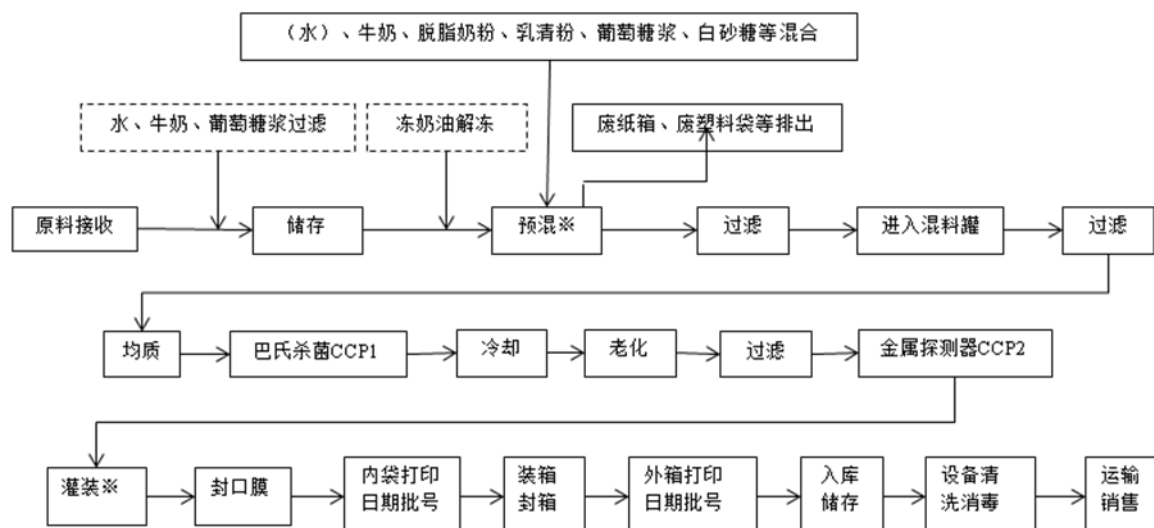 （水）、牛奶、脱脂奶粉、乳清粉、葡萄糖浆、白砂糖等混合
水、牛奶、葡萄糖浆过滤
冻奶油解冻
废纸箱、废塑料袋等排出
原料接收
储存
预混※
过滤
进入混料罐
过滤
均质
巴氏杀菌CCP1
冷却
老化
过滤
金属探测器CCP2
灌装※
封口膜
内袋打印
日期批号
装箱
封箱
外箱打印
日期批号
入库
储存
设备清
洗消毒
运输
销售